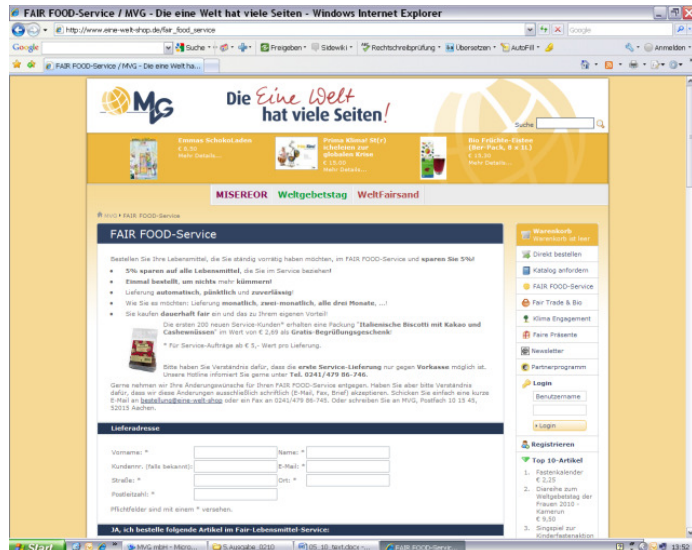 FAIR FOOD-Service / MVG - Die eine Welt hat viele Seiten - Windows Internet Explorer
http://www.eine-welt-shop.de/fair_food_service
Google
Google
Suche
Freigeben
Sidewiki
Rechtschreibprüfung
Übersetzen
AutoFill
Anmelden
FAIR FOOD-Service / MVG - Die eine Welt ha...
Die Eine Welt
hat viele Seiten!
Suche
Emmas SchokoLaden
Mehr Details...
Prima Klima! St(r)
icheleien zur
globalen Krise
€ 15,00
Mehr Details...
Bio Früchte-Eistee
(8er-Pack, 8 x 1L)
Mehr Details...
MISEREOR Weltgebetstag WeltFairsand
MVG FAIR FOOD-Service
FAIR FOOD-Service
Bestellen Sie Ihre Lebensmittel, die Sie ständig vorrätig haben möchten, im FAIR FOOD-Service und sparen Sie 5%!
5% sparen auf alle Lebensmittel, die Sie im Service beziehen!
Einmal bestellt, um nichts mehr kümmern!
Lieferung automatisch, pünktlich und zuverlässig!
Wie Sie es möchten: Lieferung monatlich, zwei-monatlich, alle drei Monate, ...!
Sie kaufen dauerhaft fair ein und das zu Ihrem eigenen Vorteil!
Die ersten 200 neuen Service-Kunden* erhalten eine Packung "Italienische Biscotti mit Kakao und
Cashewnüssen" im Wert von € 2,69 als Gratis-Begrüßungsgeschenk!
* Für Service-Aufträge ab € 5,- Wert pro Lieferung.
Bitte haben Sie Verständnis dafür, dass die erste Service-Lieferung nur gegen Vorkasse möglich ist.
Unsere Hotline informiert Sie gerne unter Tel. 0241/479 86-746.
Gerne nehmen wir Ihre Änderungswünsche für Ihren FAIR FOOD-Service entgegen. Haben Sie aber bitte Verständnis
dafür, dass wir diese Änderungen ausschließlich schriftlich (E-Mail, Fax, Brief) akzeptieren. Schicken Sie einfach eine kurze
E-Mail an bestellung@eine-welt-shop oder ein Fax an 0241/479 86-745. Oder schreiben Sie an MVG, Postfach 10 15 45,
52015 Aachen.
Lieferadresse
Vorname: * Name: *
Kundennr. (falls bekannt): E-Mail: *
Straße: * Ort: *
Postleitzahl: *
Pflichtfelder sind mit einem * versehen.
JA, ich bestelle folgende Artikel im Fair-Lebensmittel-Service:
Warenkorb
Warenkorb ist leer
Direkt bestellen
Katalog anfordern
FAIR FOOD-Service
Fair Trade & Bio
Klima Engagement
Faire Präsente
Newsletter
Partnerprogramm
Login
Benutzername
Login
Registrieren
Top 10-Artikel
1. Fastenkalender
€ 2,25
2. Diareihe zum
Weltgebetstag der
Frauen 2010 -
Kamerun
€ 9,50
3. Singspiel zur
Kinderfastenaktion
Start
MVG mbH - Micro...
5 Ausgabe_0210
05_10_text.docx - ...
FAIR FOOD-Servic...
13:52